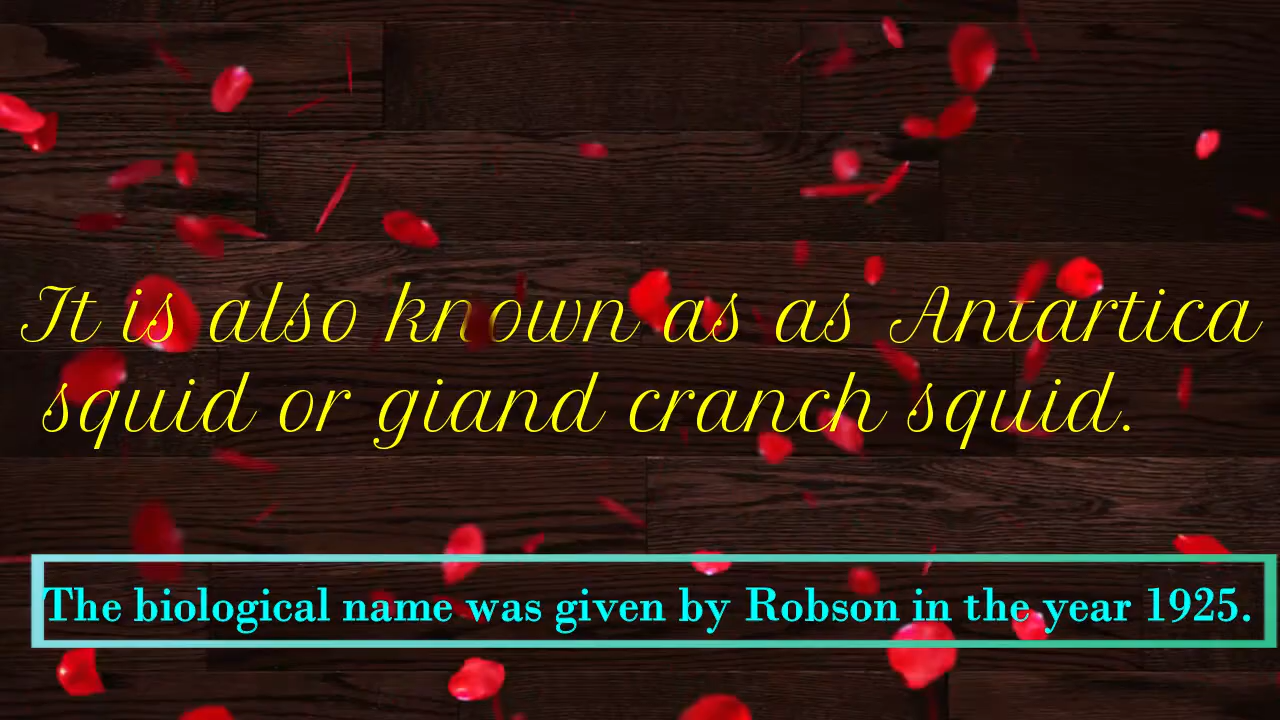 It is also known as as Antartica
squid or giand cranch squid.
The biological name was given by Robson in the year 1925.